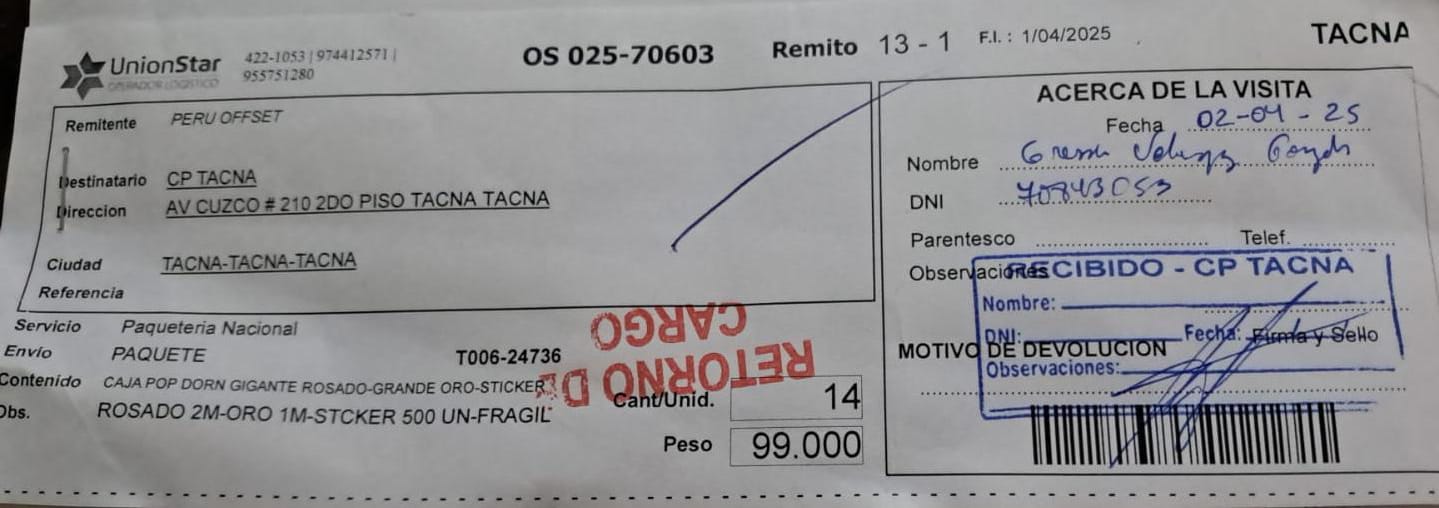 UnionStar
OPERADOR LOGISTICO
422-1053 | 974412571 |
955751280
OS 025-70603
Remito 13 - 1
F.I. : 1/04/2025
TACNA
Remitente PERU OFFSET
Destinatario CP TACNA
Direccion AV CUZCO # 210 2DO PISO TACNA TACNA
Ciudad TACNA-TACNA-TACNA
Referencia
Servicio Paqueteria Nacional
Envío PAQUETE T006-24736
Contenido CAJA POP DORN GIGANTE ROSADO-GRANDE ORO-STICKER
Obs. ROSADO 2M-ORO 1M-STCKER 500 UN-FRAGIL
RETORNO DE
CARGO
Cant/Unid. 14
Peso 99.000
ACERCA DE LA VISITA
Fecha 02-04-25
Nombre
DNI 70843053
Parentesco Telef.
Observaciones
RECIBIDO - CP TACNA
Nombre:
DNI: Fecha:
Firma y Sello
MOTIVO DE DEVOLUCION
Observaciones: